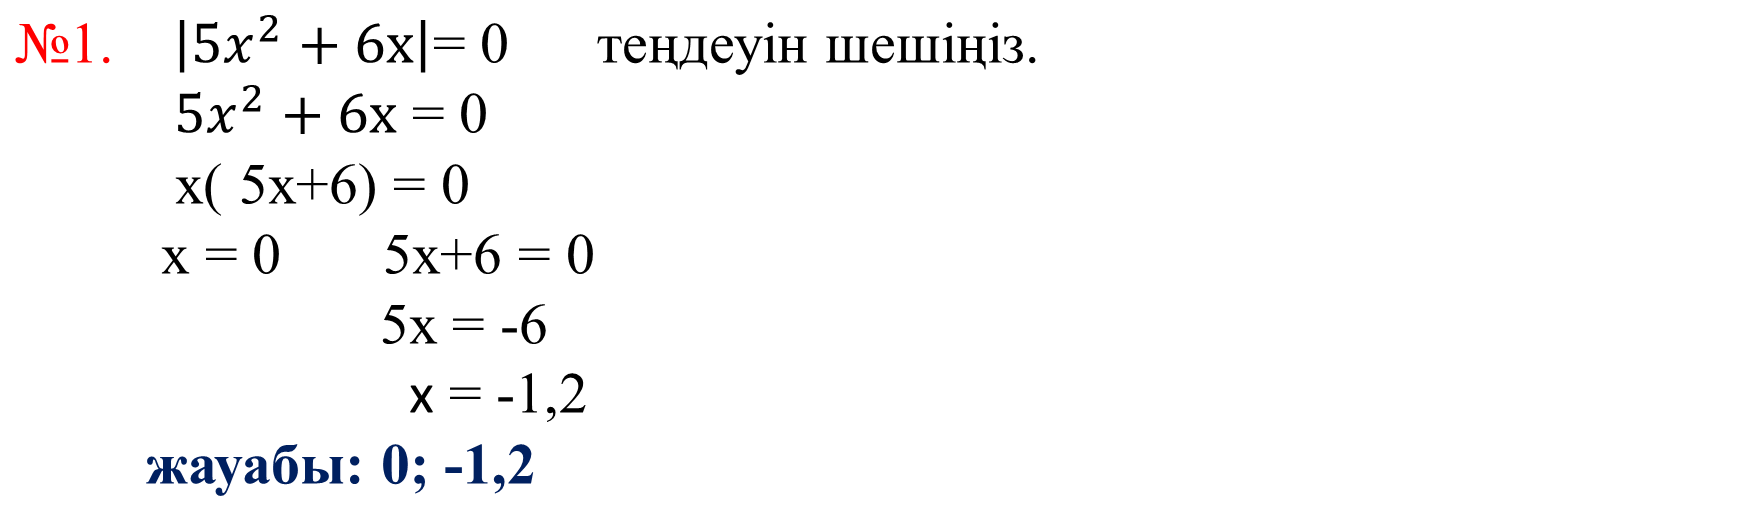 №1. |5x² + 6x|= 0 теңдеуін шешіңіз.
5x² + 6x = 0
x( 5x+6) = 0
x = 0 5x+6 = 0
5x = -6
x = -1,2
жауабы: 0; -1,2